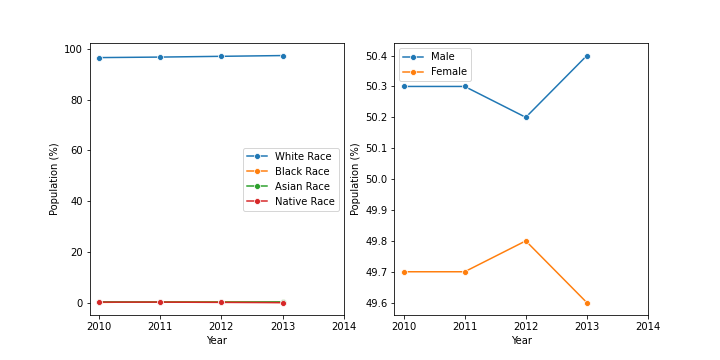 100
80
60
40
20
0
Population (%)
White Race
Black Race
Asian Race
Native Race
2010 2011 2012 2013 2014
Year
50.4
50.3
50.2
50.1
50.0
49.9
49.8
49.7
49.6
Population (%)
Male
Female
2010 2011 2012 2013 2014
Year